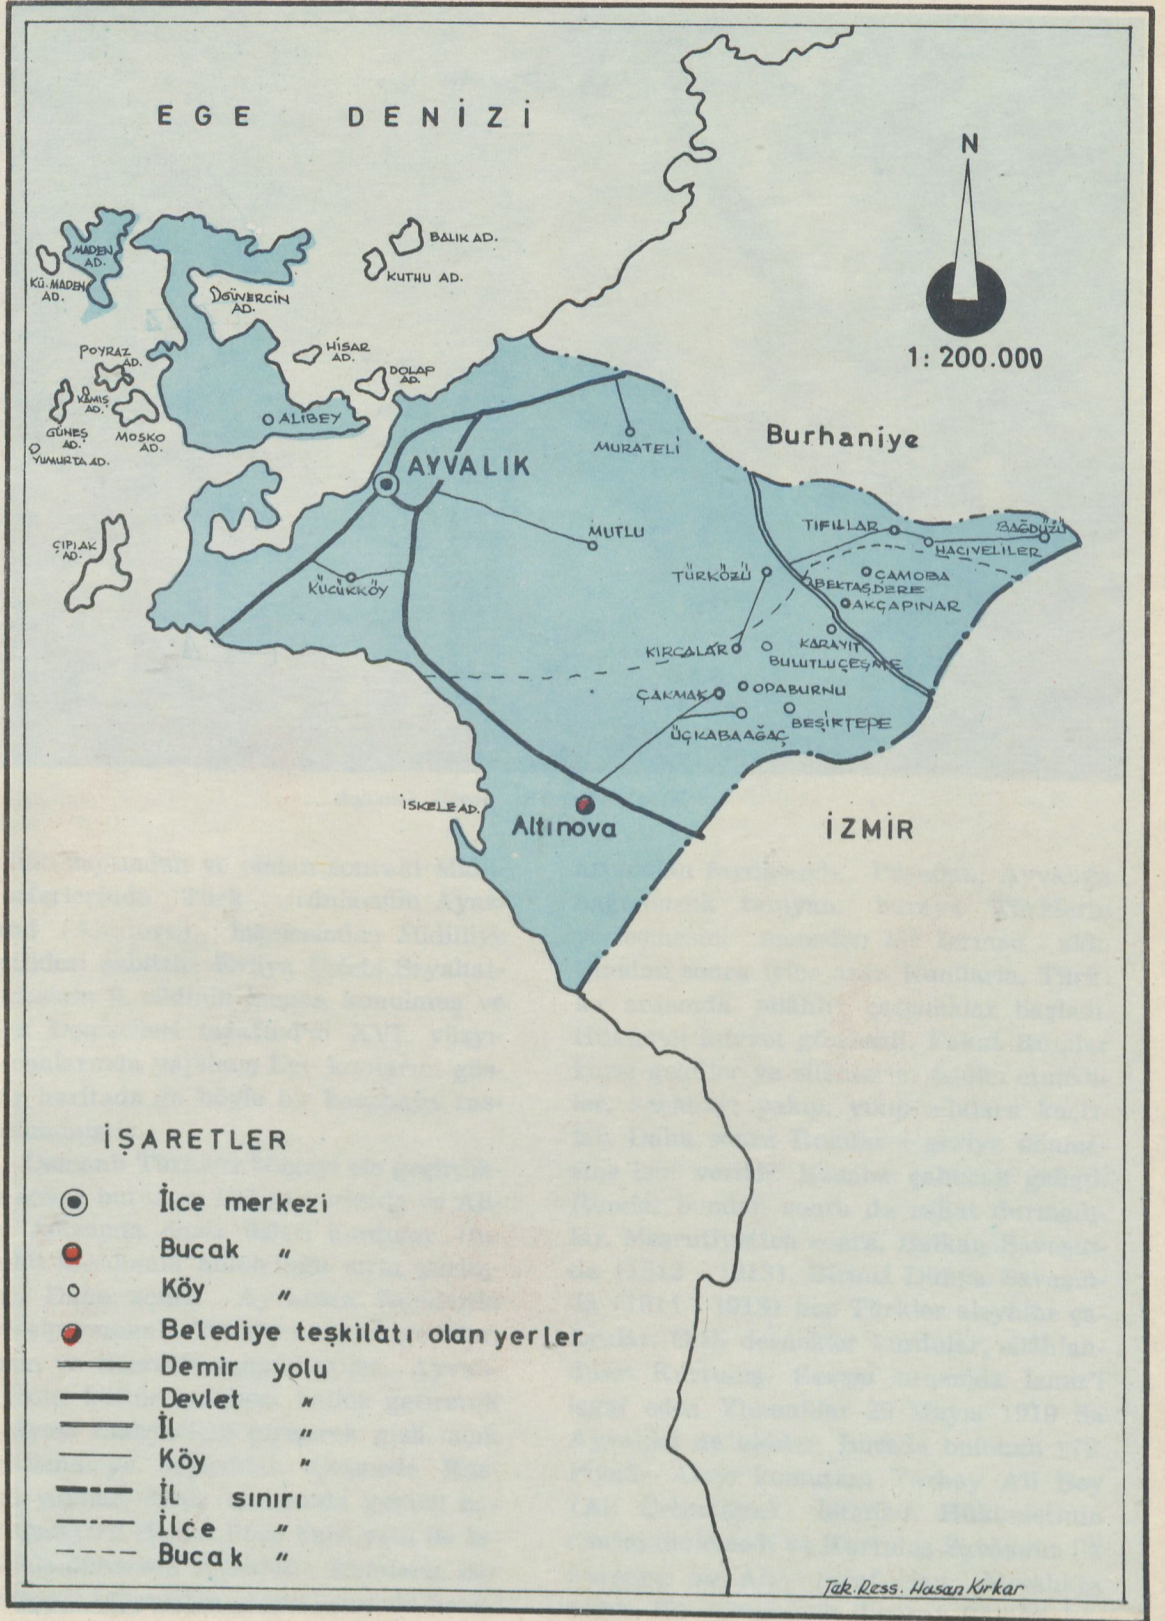 EGE DENİZİ
N
1: 200.000
BALIK AD.
KUTHU AD.
MADEN
AD.
KÜ. MADEN
AD.
DGÜVERCİN
AD.
HİSAR
AD.
DOLAP
AD.
POYRAZ
AD.
KAMIŞ
AD.
GÜNEŞ
AD.
MOSKO
AD.
YUMURTA AD.
ALİBEY
ÇIPLAK
AD.
AYVALIK
MURATELİ
Burhaniye
MUTLU
KÜCÜKKÖY
TIFILLAR
BAĞDÜZÜ
HACIVELİLER
TÜRKÖZÜ
ÇAMOBA
BEKTAŞDERE
AKÇAPINAR
KIRCALAR
KARAYIT
BULUTLUÇEŞME
ÇAKMAK
ODABURNU
BEŞİKTEPE
ÜÇKABAAĞAÇ
İSKELE AD.
Altınova
İZMİR
İŞARETLER
İlce merkezi
Bucak "
Köy "
Belediye teşkilâtı olan yerler
Demir yolu
Devlet "
İl "
Köy "
İL sınırı
İlce "
Bucak "
Tek. Ress. Hasan Kırkar